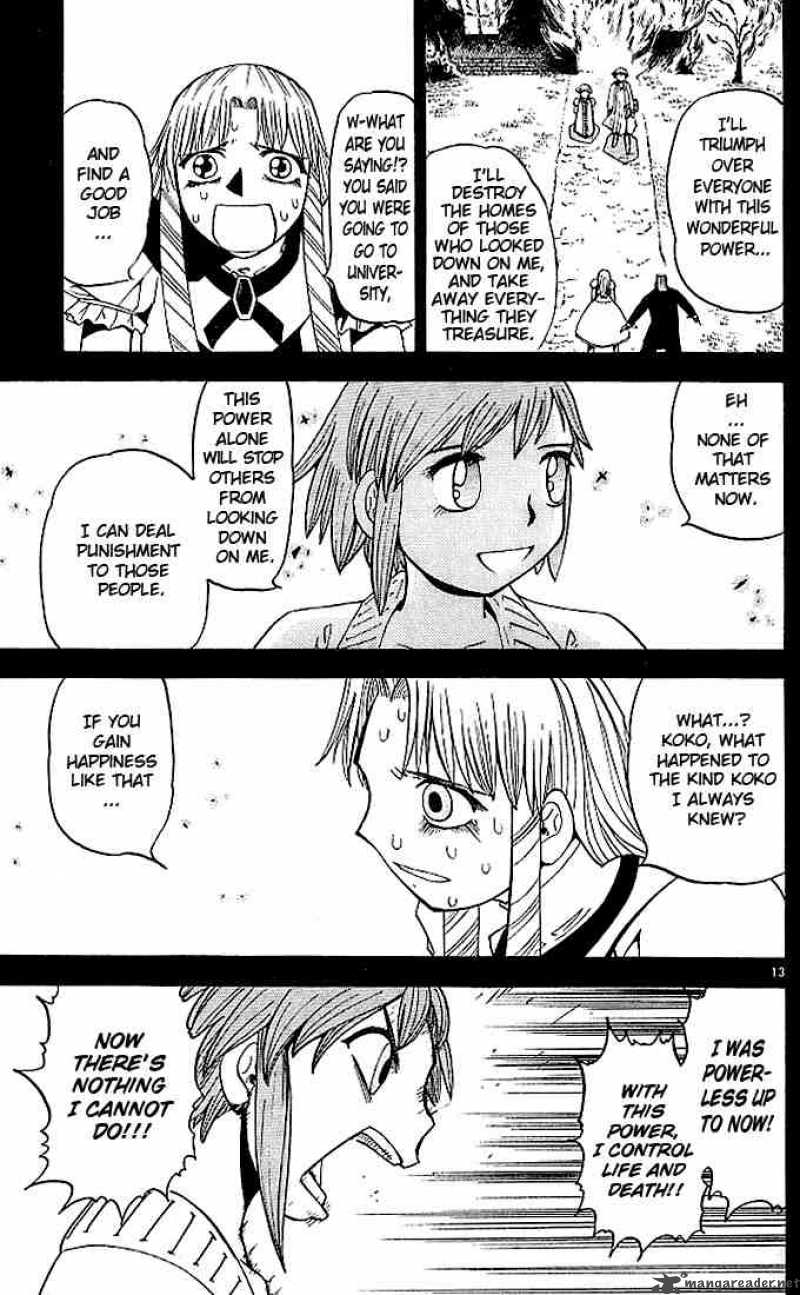 I'LL
TRIUMPH
OVER
EVERYONE
WITH THIS
WONDERFUL
POWER...
I'LL
DESTROY
THE HOMES
OF THOSE
WHO LOOKED
DOWN ON ME,
AND TAKE
AWAY EVERY-
THING THEY
TREASURE.
W-WHAT
ARE YOU
SAYING!?
YOU SAID
YOU WERE
GOING TO
GO TO
UNIVER-
SITY,
AND
FIND A
GOOD
JOB
...
EH
...
NONE OF
THAT
MATTERS
NOW.
THIS
POWER
ALONE
WILL STOP
OTHERS
FROM
LOOKING
DOWN
ON ME.
I CAN DEAL
PUNISHMENT
TO THOSE
PEOPLE.
WHAT...?
KOKO, WHAT
HAPPENED TO
THE KIND KOKO
I ALWAYS
KNEW?
IF YOU
GAIN
HAPPINESS
LIKE THAT
...
13
I WAS
POWER-
LESS UP
TO NOW!
WITH
THIS
POWER,
I CONTROL
LIFE AND
DEATH!!
NOW
THERE'S
NOTHING
I CANNOT
DO!!!
mangareader.net